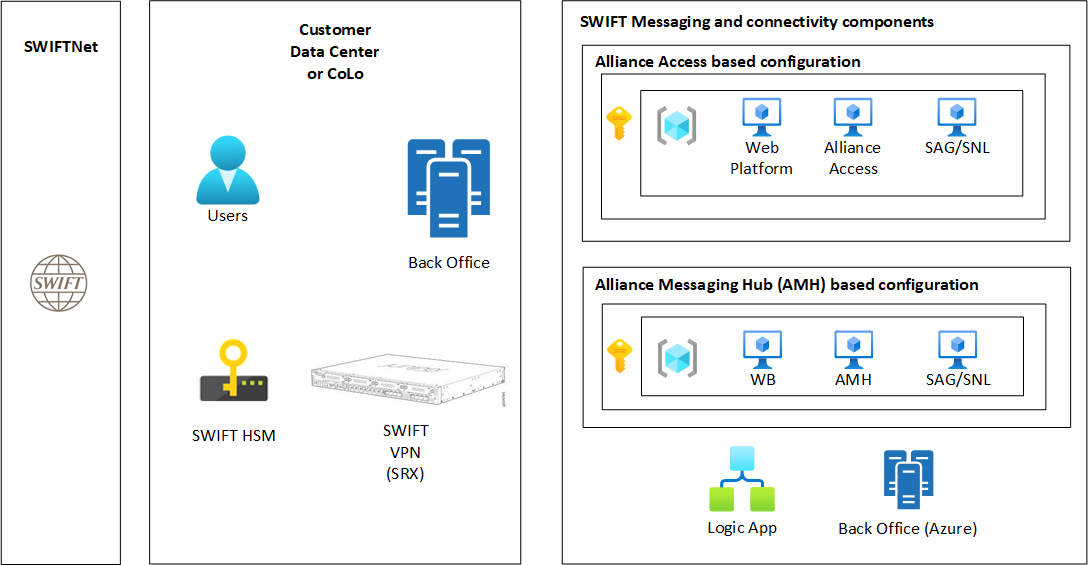 SWIFTNet
SWIFT
Customer
Data Center
or CoLo
Users
Back Office
SWIFT HSM
SWIFT
VPN
(SRX)
SWIFT Messaging and connectivity components
Alliance Access based configuration
Web
Platform
Alliance
Access
SAG/SNL
Alliance Messaging Hub (AMH) based configuration
WB
AMH
SAG/SNL
Logic App
Back Office (Azure)